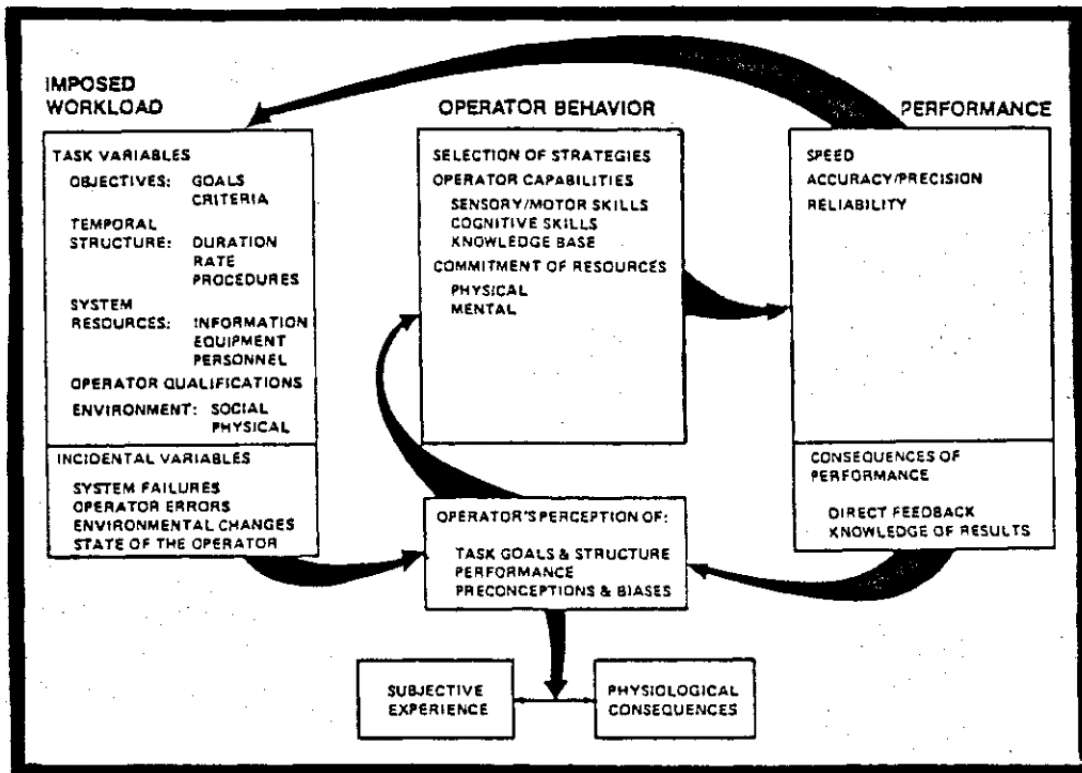 IMPOSED
WORKLOAD
TASK VARIABLES
OBJECTIVES: GOALS
CRITERIA
TEMPORAL
STRUCTURE: DURATION
RATE
PROCEDURES
SYSTEM
RESOURCES: INFORMATION
EQUIPMENT
PERSONNEL
OPERATOR QUALIFICATIONS
ENVIRONMENT: SOCIAL
PHYSICAL
INCIDENTAL VARIABLES
SYSTEM FAILURES
OPERATOR ERRORS
ENVIRONMENTAL CHANGES
STATE OF THE OPERATOR
OPERATOR BEHAVIOR
SELECTION OF STRATEGIES
OPERATOR CAPABILITIES
SENSORY/MOTOR SKILLS
COGNITIVE SKILLS
KNOWLEDGE BASE
COMMITMENT OF RESOURCES
PHYSICAL
MENTAL
PERFORMANCE
SPEED
ACCURACY/PRECISION
RELIABILITY
CONSEQUENCES OF
PERFORMANCE
DIRECT FEEDBACK
KNOWLEDGE OF RESULTS
OPERATOR'S PERCEPTION OF:
TASK GOALS & STRUCTURE
PERFORMANCE
PRECONCEPTIONS & BIASES
SUBJECTIVE
EXPERIENCE
PHYSIOLOGICAL
CONSEQUENCES